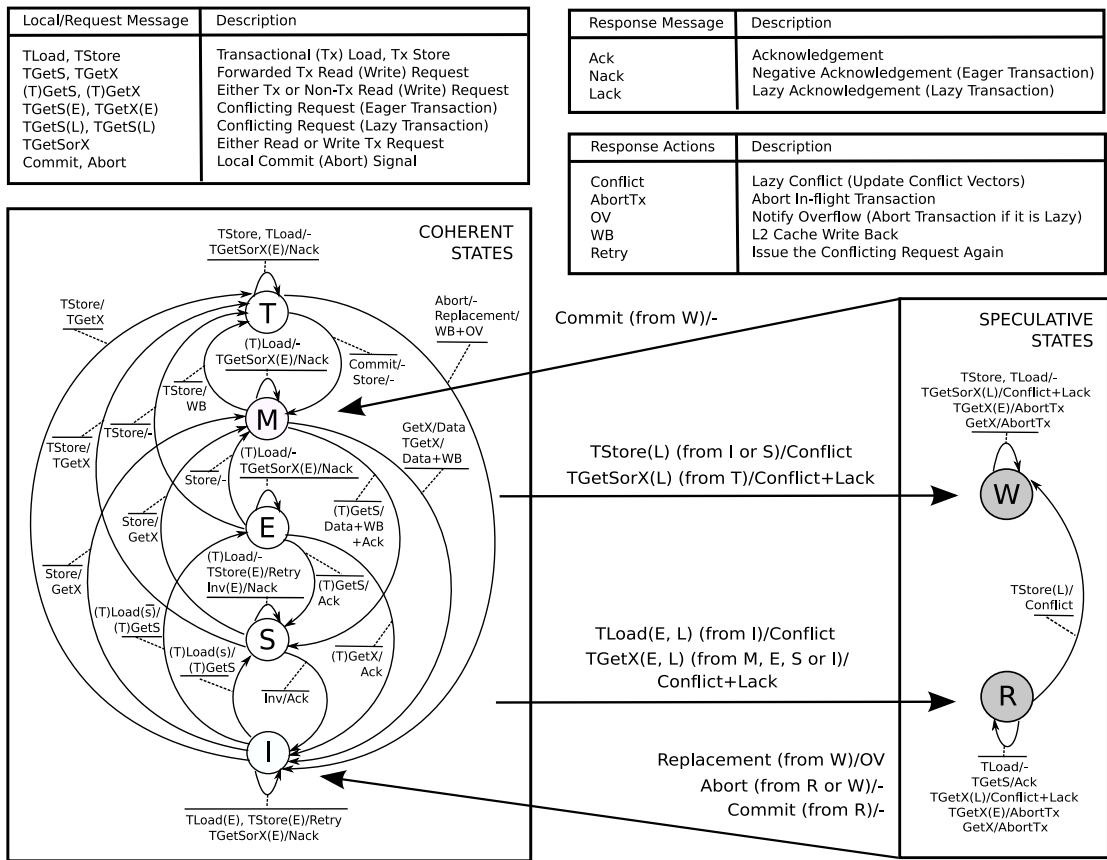 Local/Request Message Description
TLoad, TStore Transactional (Tx) Load, Tx Store
TGetS, TGetX Forwarded Tx Read (Write) Request
(T)GetS, (T)GetX Either Tx or Non-Tx Read (Write) Request
TGetS(E), TGetX(E) Conflicting Request (Eager Transaction)
TGetS(L), TGetS(L) Conflicting Request (Lazy Transaction)
TGetSorX Either Read or Write Tx Request
Commit, Abort Local Commit (Abort) Signal
Response Message Description
Ack Acknowledgement
Nack Negative Acknowledgement (Eager Transaction)
Lack Lazy Acknowledgement (Lazy Transaction)
Response Actions Description
Conflict Lazy Conflict (Update Conflict Vectors)
AbortTx Abort In-flight Transaction
OV Notify Overflow (Abort Transaction if it is Lazy)
WB L2 Cache Write Back
Retry Issue the Conflicting Request Again
COHERENT
STATES
TStore, TLoad/-
TGetSorX(E)/Nack
T
TStore/
TGetX
Abort/-
Replacement/
WB+OV
(T)Load/-
TGetSorX(E)/Nack
Commit/-
Store/-
TStore/
WB
M
TStore/-
TStore/
TGetX
GetX/Data
TGetX/
Data+WB
(T)Load/-
TGetSorX(E)/Nack
Store/-
(T)GetS/
Data+WB
+Ack
E
Store/
GetX
Store/
GetX
(T)Load/-
TStore(E)/Retry
Inv(E)/Nack
(T)GetS/
Ack
(T)Load(s̅)/
(T)GetS
S
(T)Load(s)/
(T)GetS
(T)GetX/
Ack
Inv/Ack
I
TLoad(E), TStore(E)/Retry
TGetSorX(E)/Nack
Commit (from W)/-
TStore(L) (from I or S)/Conflict
TGetSorX(L) (from T)/Conflict+Lack
TLoad(E, L) (from I)/Conflict
TGetX(E, L) (from M, E, S or I)/
Conflict+Lack
Replacement (from W)/OV
Abort (from R or W)/-
Commit (from R)/-
SPECULATIVE
STATES
TStore, TLoad/-
TGetSorX(L)/Conflict+Lack
TGetX(E)/AbortTx
GetX/AbortTx
W
TStore(L)/
Conflict
R
TLoad/-
TGetS/Ack
TGetX(L)/Conflict+Lack
TGetX(E)/AbortTx
GetX/AbortTx